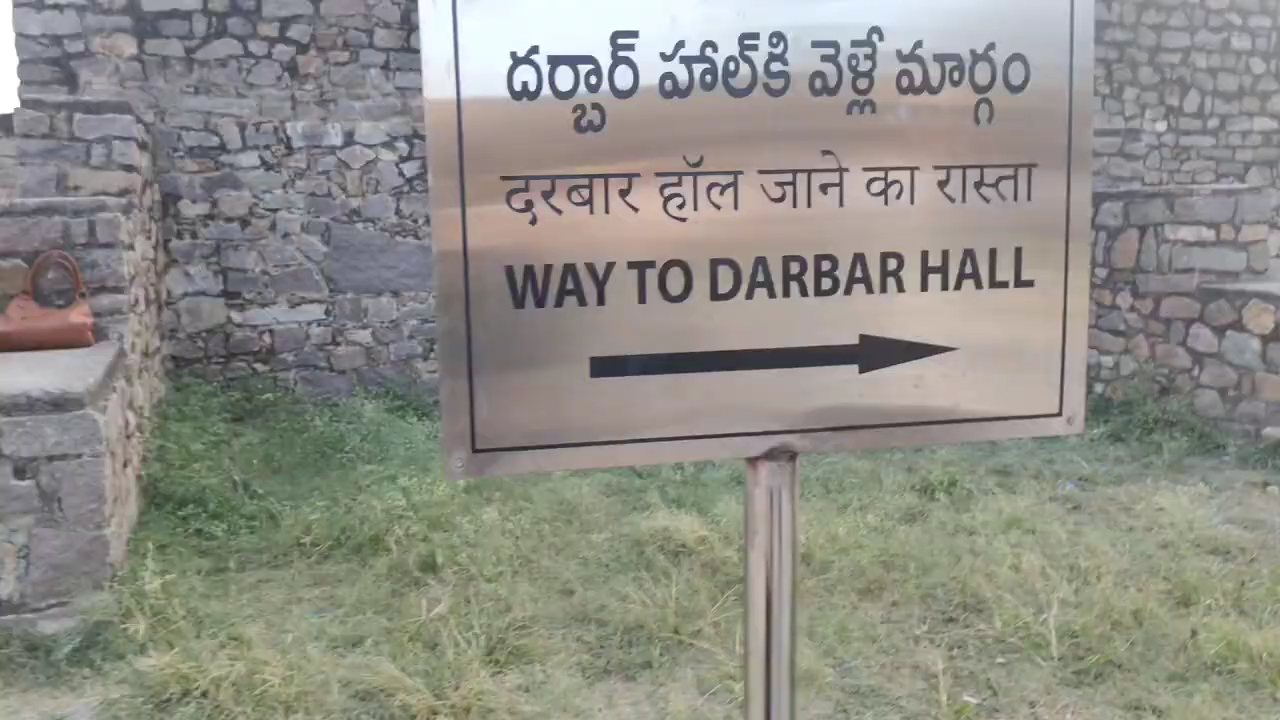 దర్బార్ హాల్‌కి వెళ్లే మార్గం
दरबार हॉल जाने का रास्ता
WAY TO DARBAR HALL